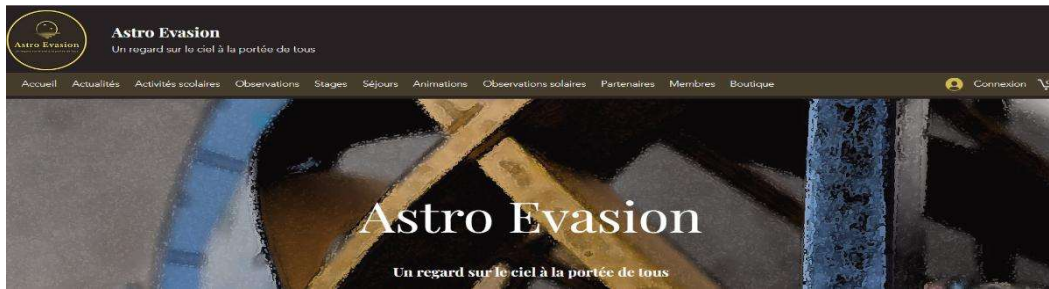 Astro Evasion
Astro Evasion
Un regard sur le ciel à la portée de tous
Accueil Actualités Activités scolaires Observations Stages Séjours Animations Observations solaires Partenaires Membres Boutique Connexion
Astro Evasion
Un regard sur le ciel à la portée de tous